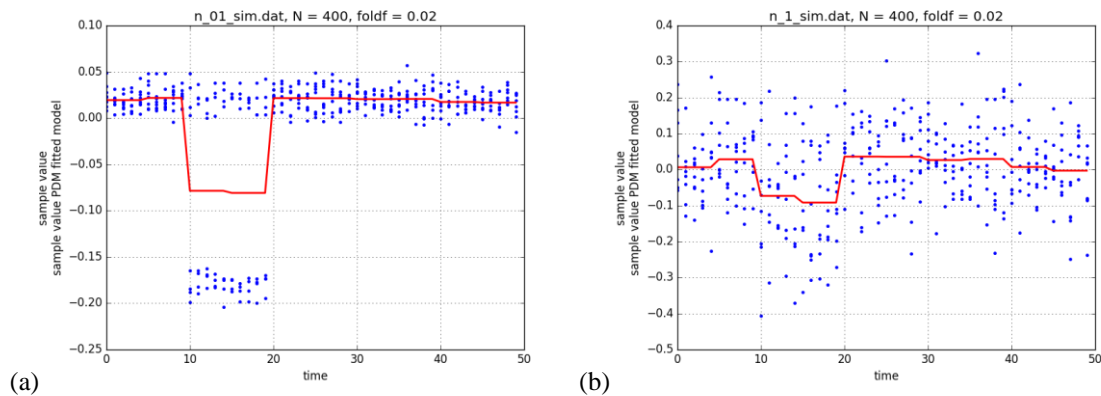 n_01_sim.dat, N = 400, foldf = 0.02
0.10
0.05
0.00
−0.05
−0.10
−0.15
−0.20
−0.25
sample value
sample value PDM fitted model
0 10 20 30 40 50
time
(a)
n_1_sim.dat, N = 400, foldf = 0.02
0.4
0.3
0.2
0.1
0.0
−0.1
−0.2
−0.3
−0.4
−0.5
sample value
sample value PDM fitted model
0 10 20 30 40 50
time
(b)